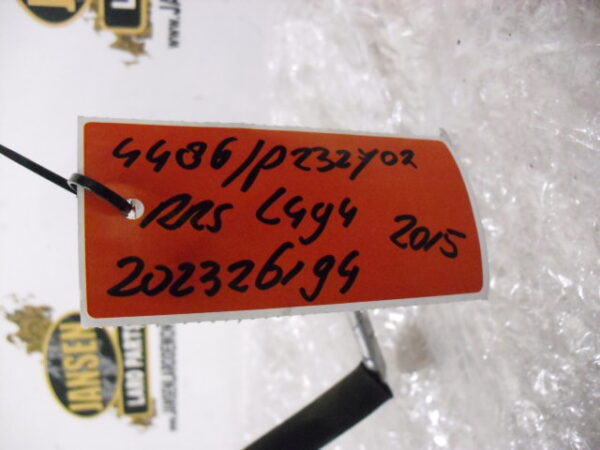 4486/P232Y02
RRS L494 2015
202326194
JANSEN
LAND PARTS